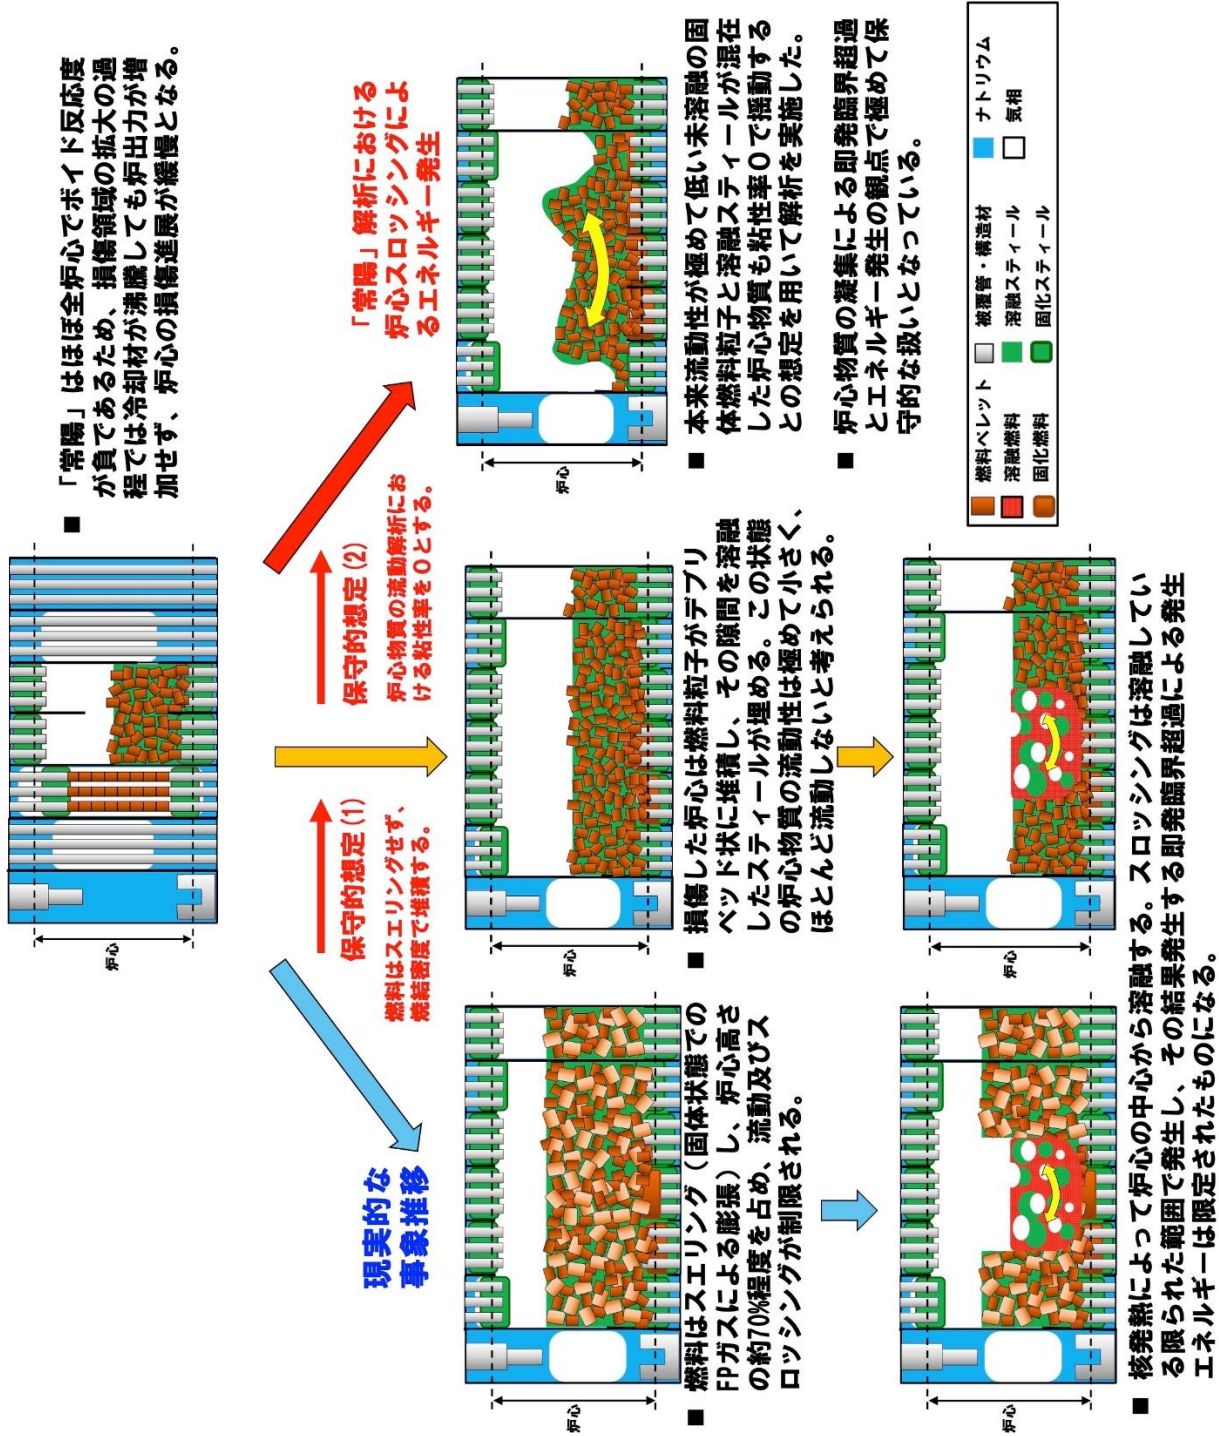 ■ 「常陽」はほぼ全炉心でボイド反応度
が負であるため、損傷領域の拡大の過
程では冷却材が沸騰しても炉出力が増
加せず、炉心の損傷進展が緩慢となる。
炉心
現実的な
事象推移
保守的想定(1)
燃料はスエリングせず、
焼結密度で堆積する。
保守的想定(2)
炉心物質の流動解析にお
ける粘性率を0とする。
「常陽」解析における
炉心スロッシングによ
るエネルギー発生
炉心
炉心
炉心
■ 燃料はスエリング（固体状態での
FPガスによる膨張）し、炉心高さ
の約70%程度を占め、流動及びス
ロッシングが制限される。
■ 損傷した炉心は燃料粒子がデブリ
ベッド状に堆積し、その隙間を溶融
したスティールが埋める。この状態
の炉心物質の流動性は極めて小さく、
ほとんど流動しないと考えられる。
■ 本来流動性が極めて低い未溶融の固
体燃料粒子と溶融スティールが混在
した炉心物質も粘性率0で揺動する
との想定を用いて解析を実施した。
■ 炉心物質の凝集による即発臨界超過
とエネルギー発生の観点で極めて保
守的な扱いとなっている。
炉心
炉心
■ 核発熱によって炉心の中心から溶融する。スロッシングは溶融してい
る限られた範囲で発生し、その結果発生する即発臨界超過による発生
エネルギーは限定されたものになる。
燃料ペレット 被覆管・構造材 ナトリウム
溶融燃料 溶融スティール 気相
固化燃料 固化スティール